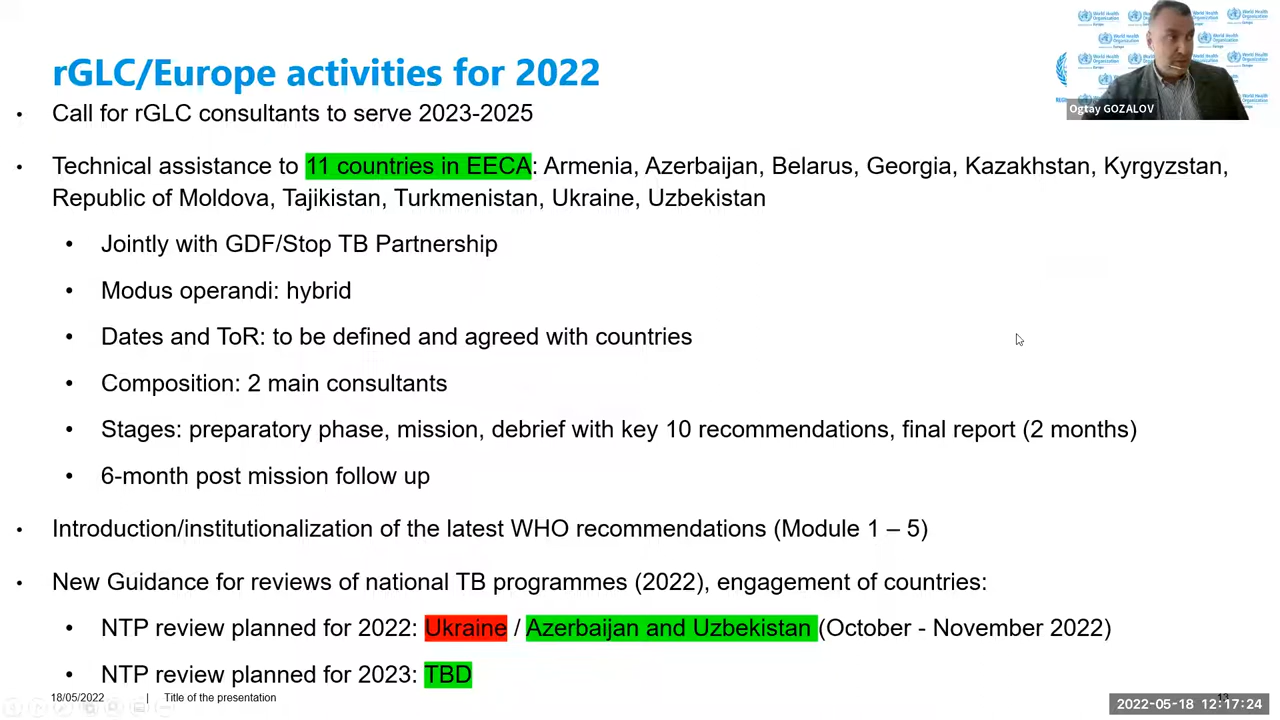 rGLC/Europe activities for 2022
• Call for rGLC consultants to serve 2023-2025
• Technical assistance to 11 countries in EECA: Armenia, Azerbaijan, Belarus, Georgia, Kazakhstan, Kyrgyzstan,
Republic of Moldova, Tajikistan, Turkmenistan, Ukraine, Uzbekistan
• Jointly with GDF/Stop TB Partnership
• Modus operandi: hybrid
• Dates and ToR: to be defined and agreed with countries
• Composition: 2 main consultants
• Stages: preparatory phase, mission, debrief with key 10 recommendations, final report (2 months)
• 6-month post mission follow up
• Introduction/institutionalization of the latest WHO recommendations (Module 1 – 5)
• New Guidance for reviews of national TB programmes (2022), engagement of countries:
• NTP review planned for 2022: Ukraine / Azerbaijan and Uzbekistan (October - November 2022)
• NTP review planned for 2023: TBD
18/05/2022 | Title of the presentation
13
World Health
Organization
Europe
Ogtay GOZALOV
2022-05-18 12:17:24